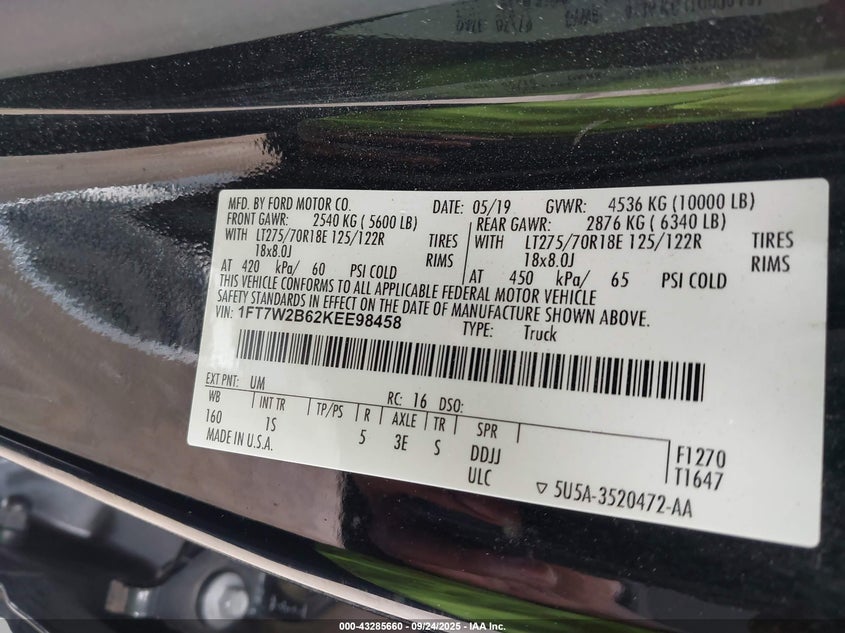 MFD. BY FORD MOTOR CO. DATE: 05/19 GVWR: 4536 KG (10000 LB)
FRONT GAWR: 2540 KG ( 5600 LB) REAR GAWR: 2876 KG ( 6340 LB)
WITH LT275/70R18E 125/122R TIRES WITH LT275/70R18E 125/122R TIRES
18x8.0J RIMS 18x8.0J RIMS
AT 420 kPa/ 60 PSI COLD AT 450 kPa/ 65 PSI COLD
THIS VEHICLE CONFORMS TO ALL APPLICABLE FEDERAL MOTOR VEHICLE
SAFETY STANDARDS IN EFFECT ON THE DATE OF MANUFACTURE SHOWN ABOVE.
VIN: 1FT7W2B62KEE98458 TYPE: Truck
EXT PNT: UM RC: 16 DSO:
WB INT TR TP/PS R AXLE TR SPR
160 1S 5 3E S DDJJ F1270
MADE IN U.S.A. ULC T1647
5U5A-3520472-AA
000-43285660 - 09/24/2025 - IAA Inc.